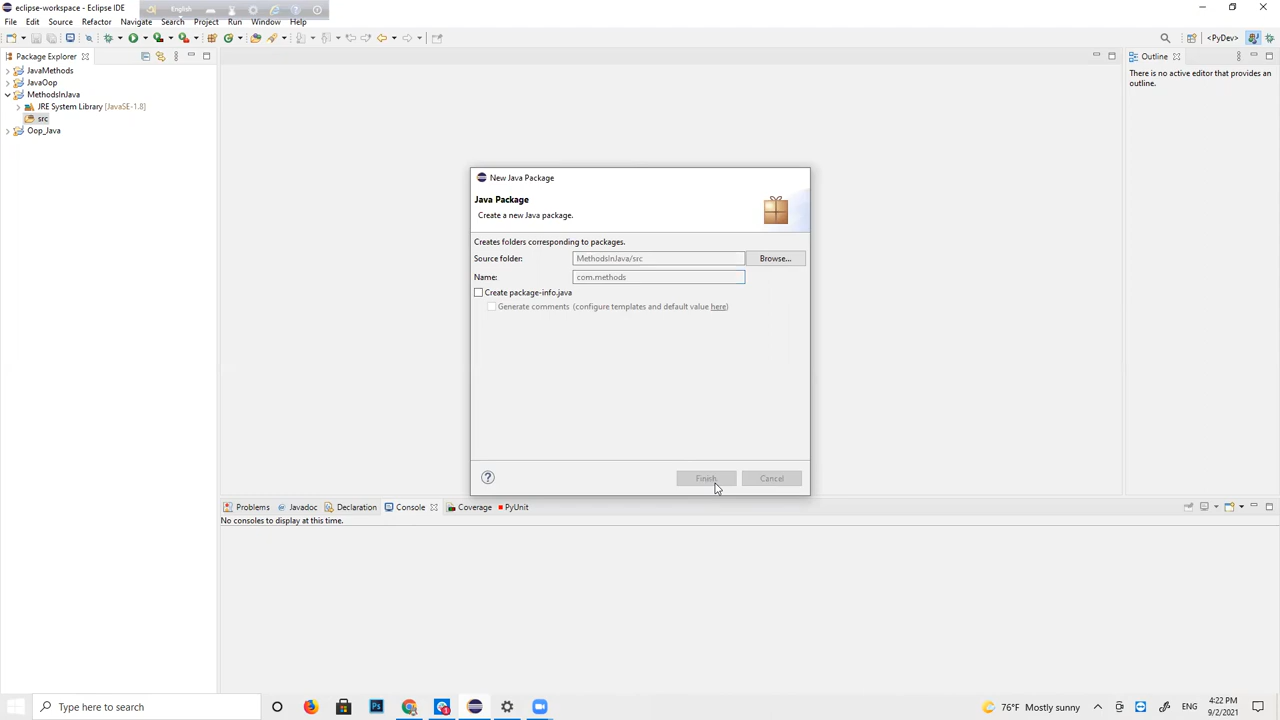 eclipse-workspace - Eclipse IDE
English
File Edit Source Refactor Navigate Search Project Run Window Help
<PyDev>
Package Explorer
Outline
JavaMethods
JavaOop
MethodsInJava
JRE System Library [JavaSE-1.8]
src
Oop_Java
There is no active editor that provides an
outline.
New Java Package
Java Package
Create a new Java package.
Creates folders corresponding to packages.
Source folder: MethodsInJava/src Browse...
Name: com.methods
Create package-info.java
Generate comments (configure templates and default value here)
? Finish Cancel
Problems @ Javadoc Declaration Console Coverage PyUnit
No consoles to display at this time.
Type here to search
Ps
76°F Mostly sunny
ENG
4:22 PM
9/2/2021